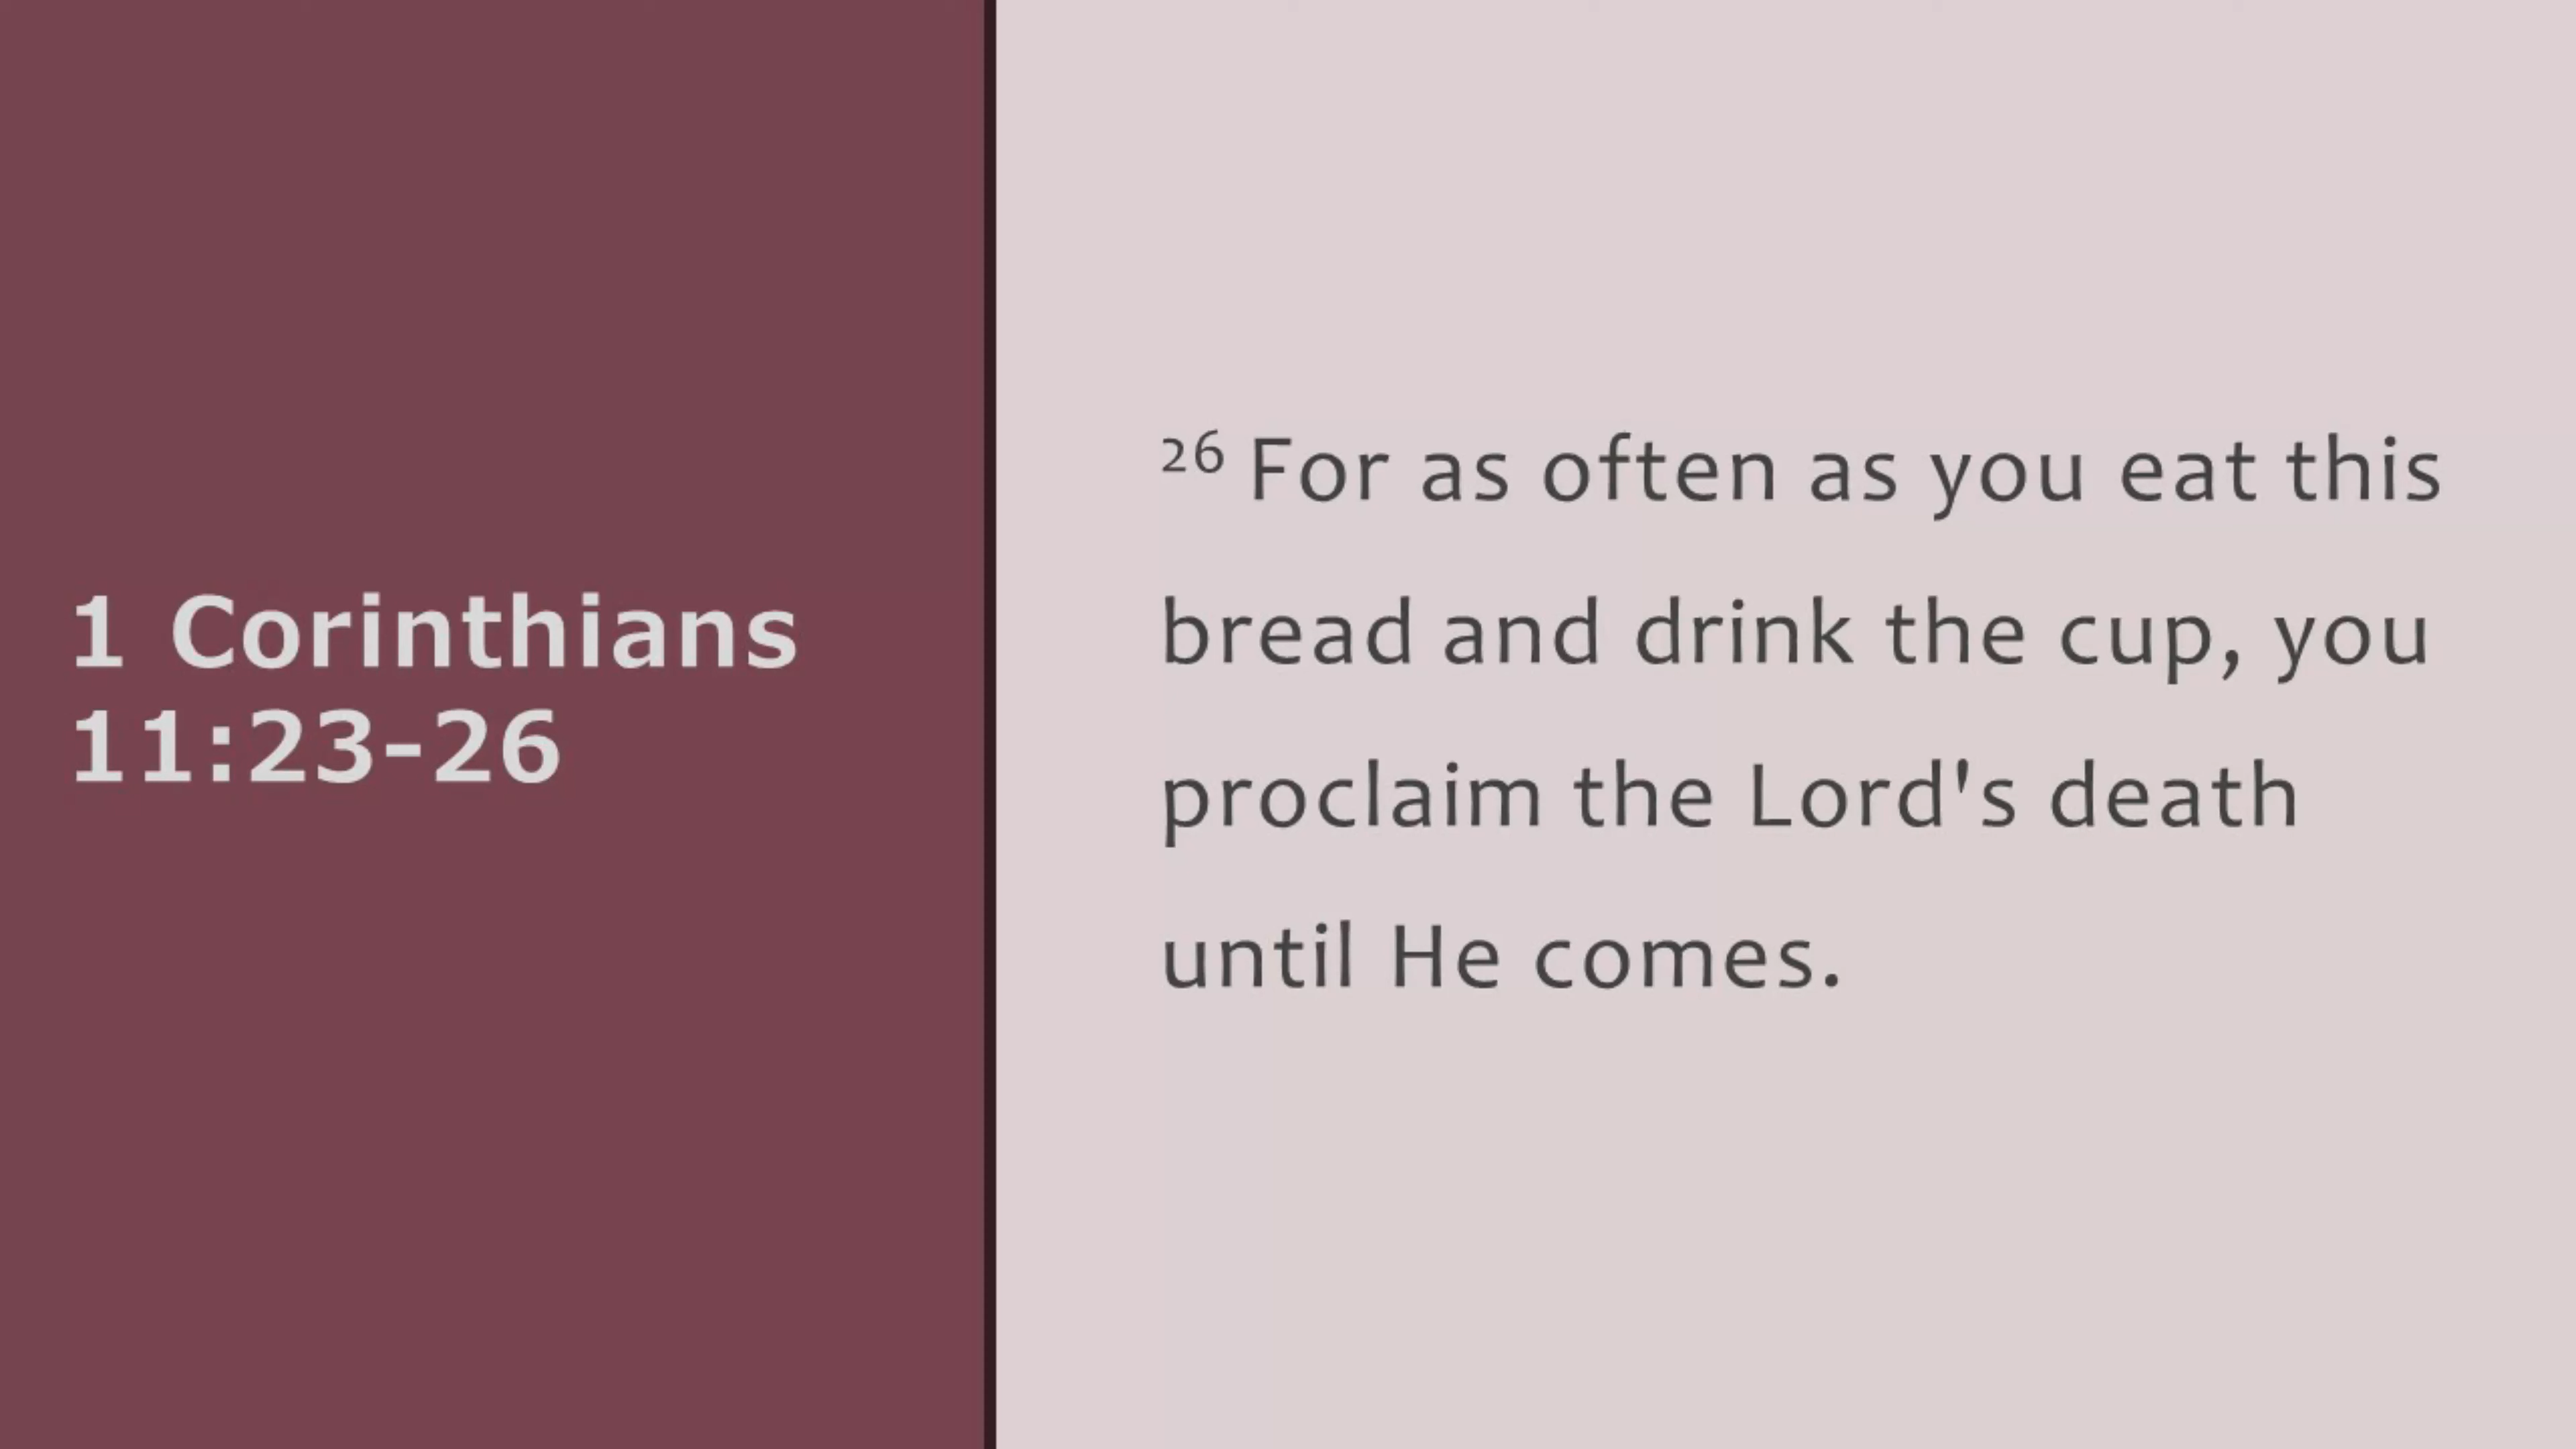 1 Corinthians
11:23-26
26 For as often as you eat this
bread and drink the cup, you
proclaim the Lord's death
until He comes.